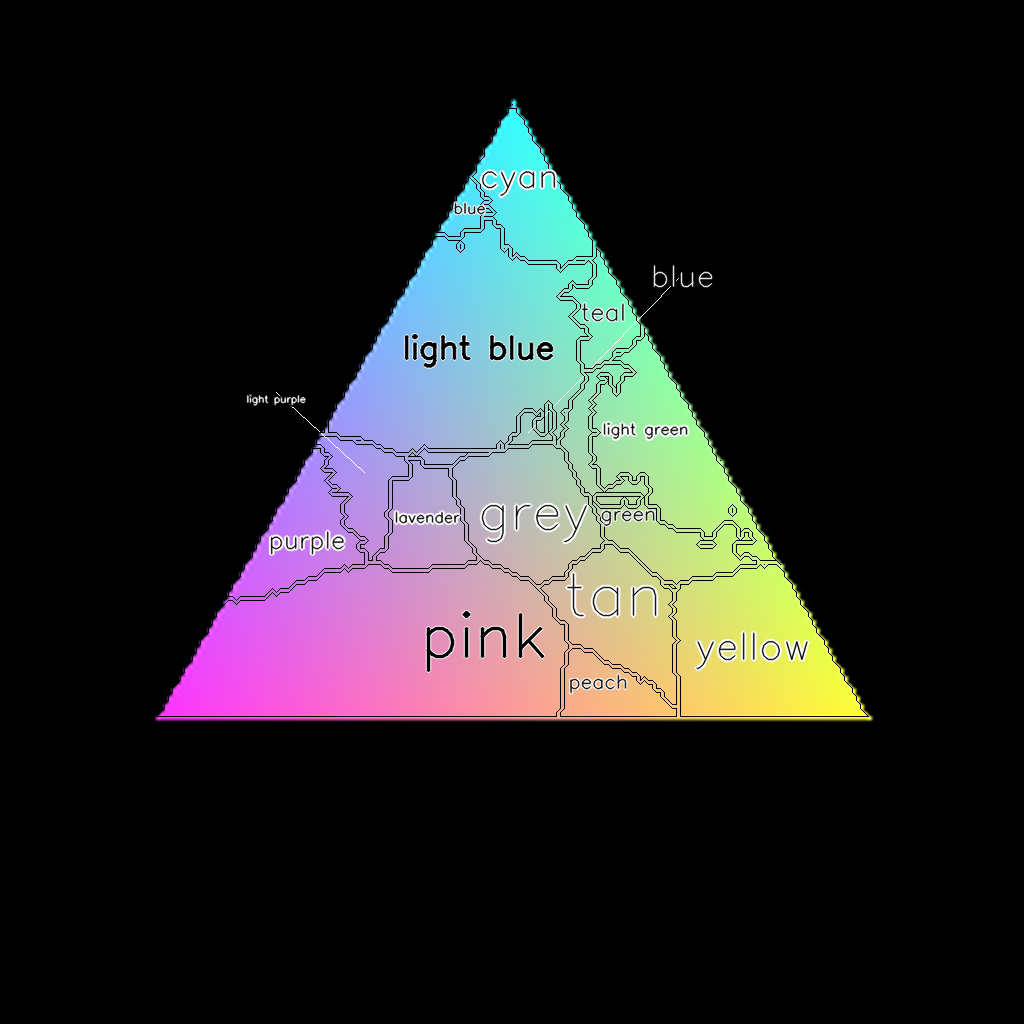 cyan
blue
blue
teal
light blue
light purple
light green
lavender
grey
green
purple
tan
pink
yellow
peach